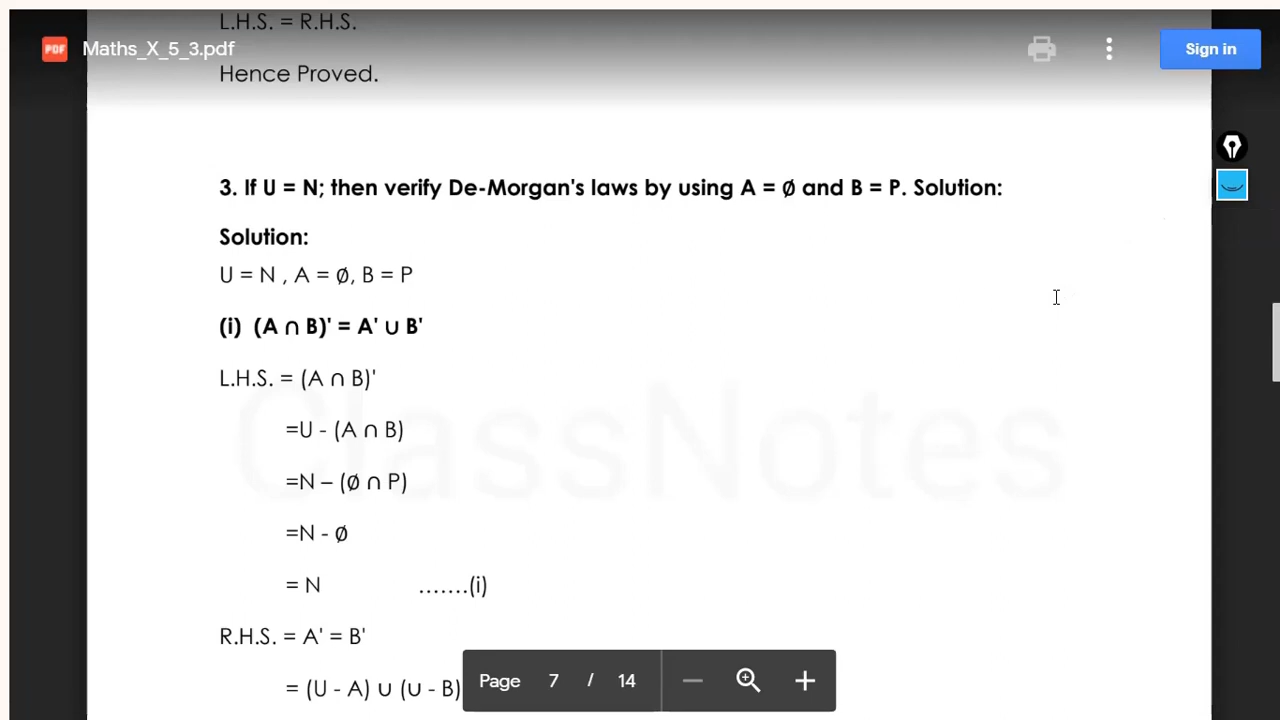 L.H.S. = R.H.S.
PDF Maths_X_5_3.pdf
Sign in
Hence Proved.
3. If U = N; then verify De-Morgan's laws by using A = ∅ and B = P. Solution:
Solution:
U = N , A = ∅, B = P
(i) (A ∩ B)' = A' ∪ B'
L.H.S. = (A ∩ B)'
=U - (A ∩ B)
=N – (∅ ∩ P)
=N - ∅
= N …….(i)
R.H.S. = A' = B'
= (U - A) ∪ (∪ - B)
Page 7 / 14
ClassNotes